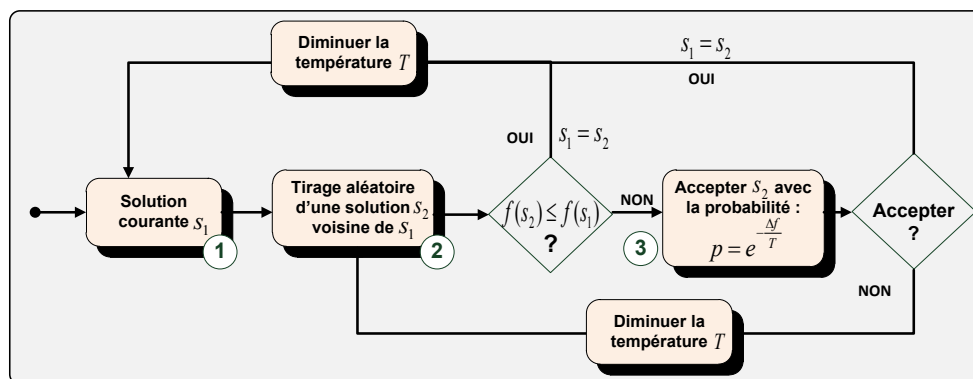 Diminuer la
température T
s₁ = s₂
OUI
OUI
s₁ = s₂
Solution
courante s₁
1
Tirage aléatoire
d'une solution s₂
voisine de s₁
2
f(s₂) ≤ f(s₁)
?
NON
3
Accepter s₂ avec
la probabilité :
p = e^{-Δf/T}
Accepter
?
NON
Diminuer la
température T